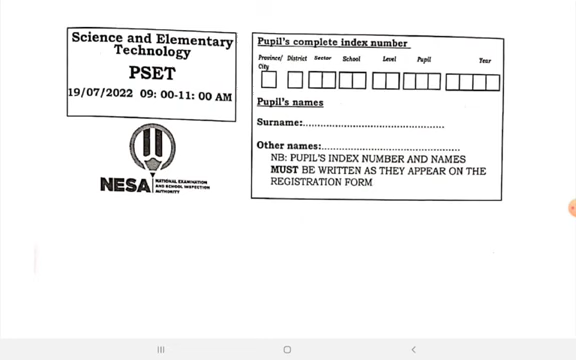 Science and Elementary
Technology
PSET
19/07/2022 09: 00-11: 00 AM
NESA
NATIONAL EXAMINATION
AND SCHOOL INSPECTION
AUTHORITY
Pupil's complete index number
Province/ District Sector School Level Pupil Year
City
Pupil's names
Surname:................................................
Other names:...............................................
NB: PUPIL'S INDEX NUMBER AND NAMES
MUST BE WRITTEN AS THEY APPEAR ON THE
REGISTRATION FORM